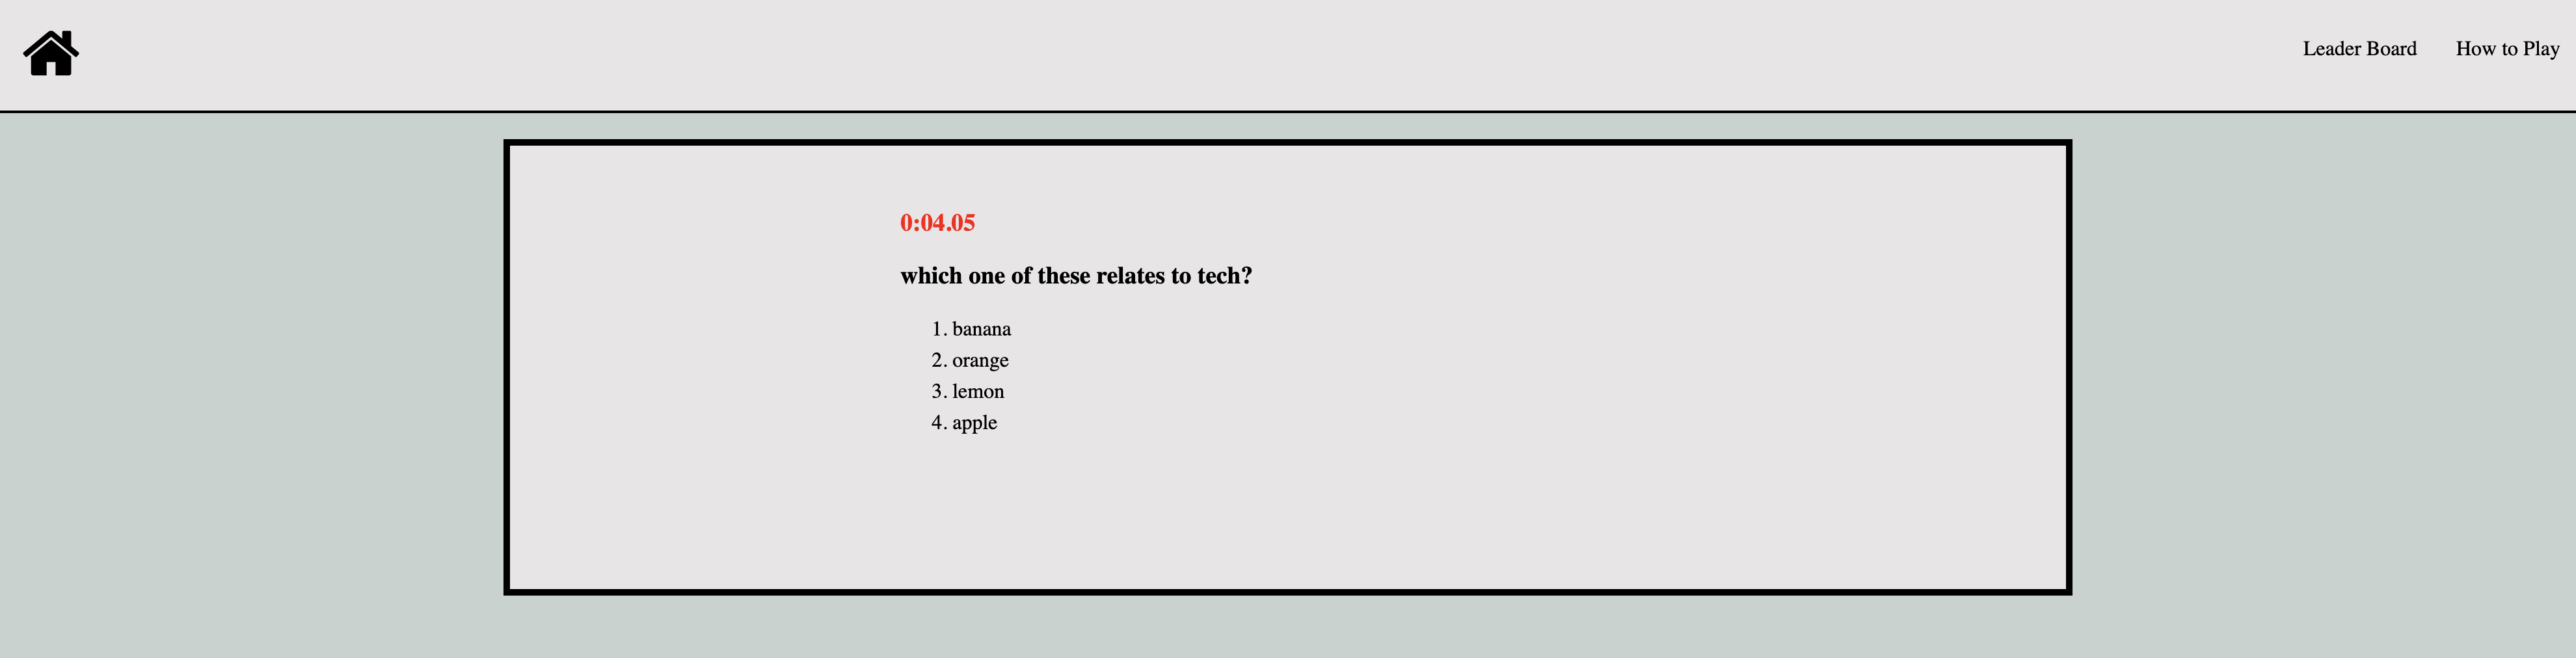 Leader Board How to Play
0:04.05
which one of these relates to tech?
1. banana
2. orange
3. lemon
4. apple